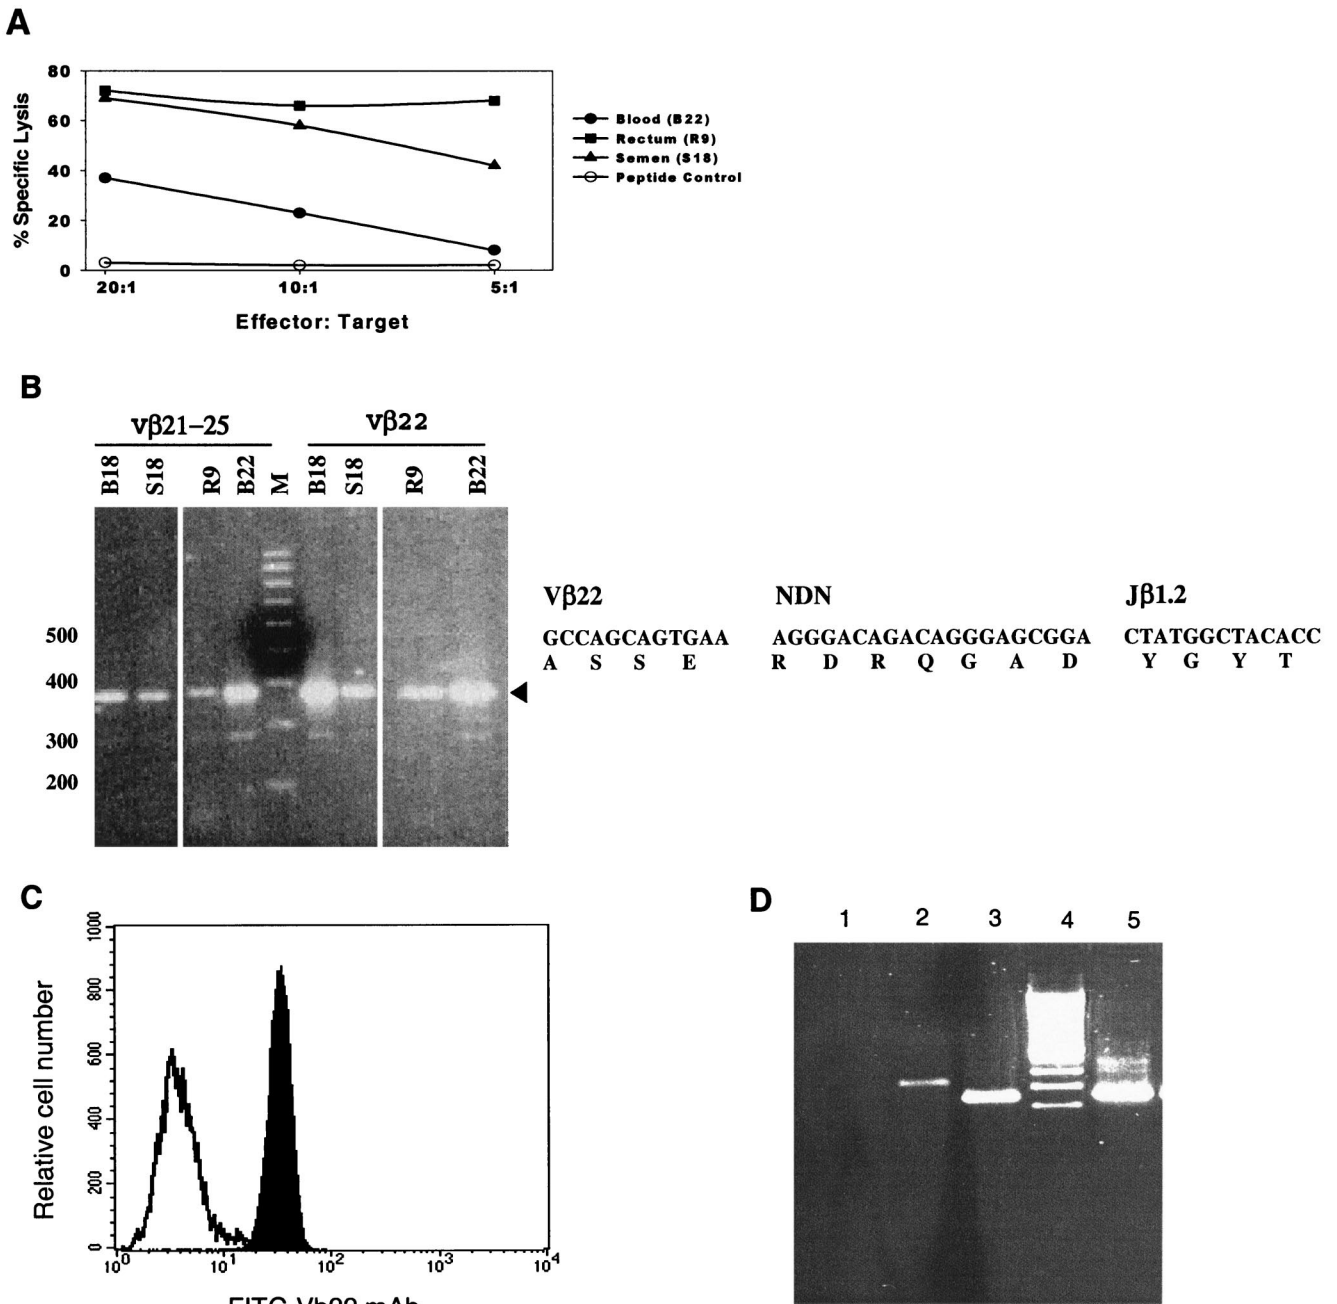 A
80
60
40
20
0
% Specific Lysis
20:1 10:1 5:1
Effector: Target
Blood (B22)
Rectum (R9)
Semen (S18)
Peptide Control
B
Vβ21–25 Vβ22
B18 S18 R9 B22 M B18 S18 R9 B22
500
400
300
200
Vβ22 NDN Jβ1.2
GCCAGCAGTGAA AGGGACAGACAGGGAGCGGA CTATGGCTACACC
A S S E R D R Q G A D Y G Y T
C
1000
800
600
400
200
0
Relative cell number
10⁰ 10¹ 10² 10³ 10⁴
D
1 2 3 4 5